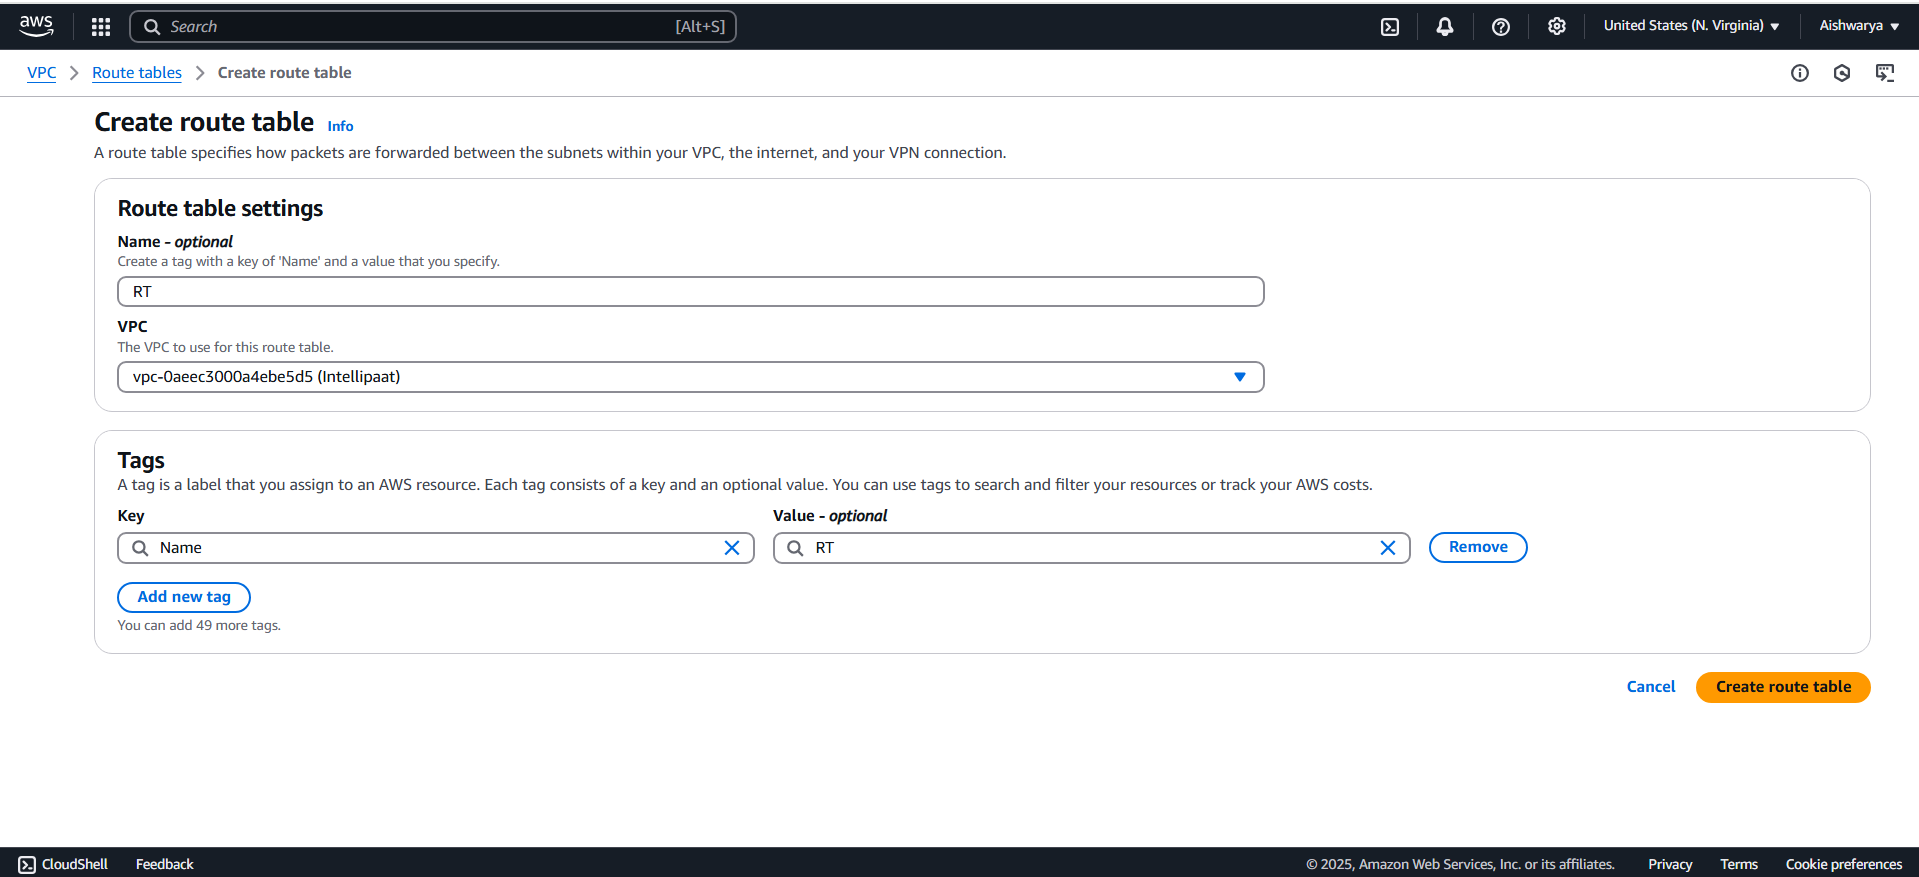 aws Search [Alt+S] United States (N. Virginia) Aishwarya
VPC Route tables Create route table
Create route table Info
A route table specifies how packets are forwarded between the subnets within your VPC, the internet, and your VPN connection.
Route table settings
Name - optional
Create a tag with a key of 'Name' and a value that you specify.
RT
VPC
The VPC to use for this route table.
vpc-0aeec3000a4ebe5d5 (Intellipaat)
Tags
A tag is a label that you assign to an AWS resource. Each tag consists of a key and an optional value. You can use tags to search and filter your resources or track your AWS costs.
Key Value - optional
Name RT Remove
Add new tag
You can add 49 more tags.
Cancel Create route table
CloudShell Feedback © 2025, Amazon Web Services, Inc. or its affiliates. Privacy Terms Cookie preferences